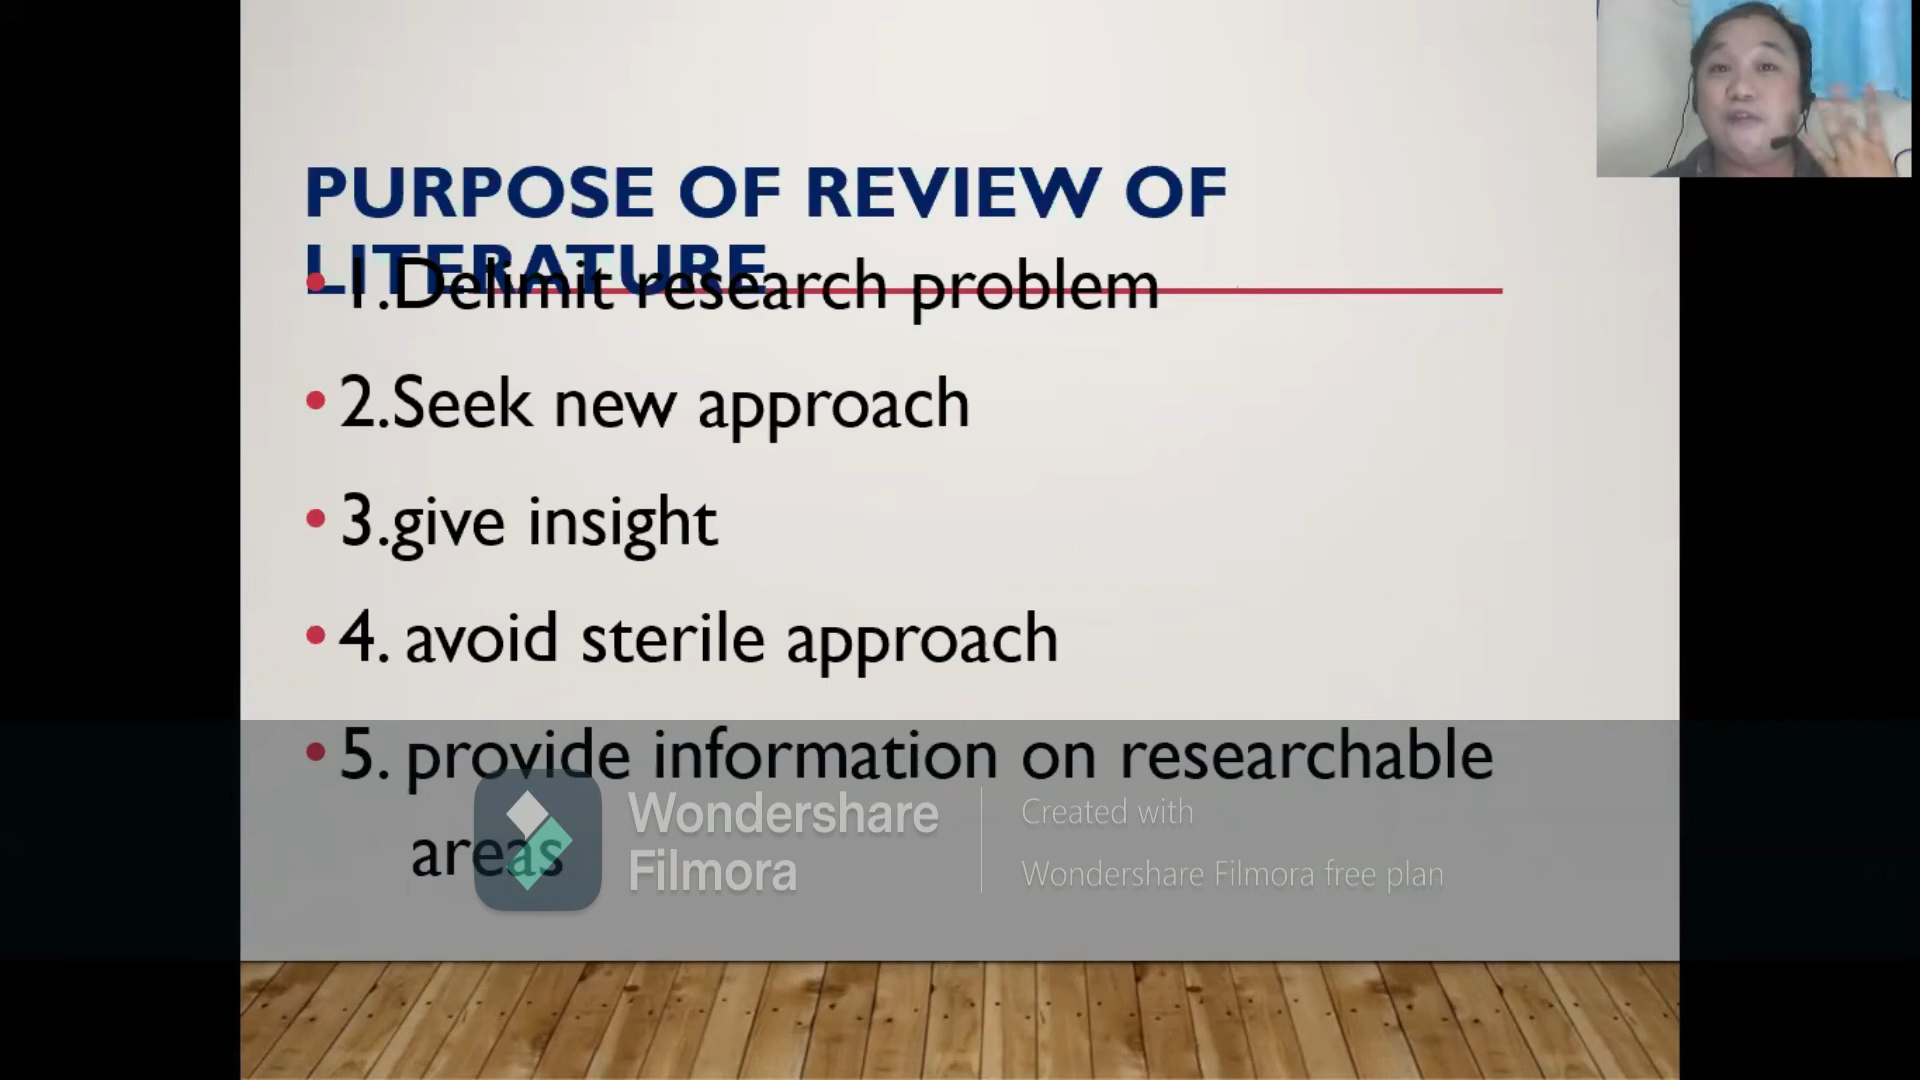 PURPOSE OF REVIEW OF
LITERATURE
• 1.Delimit research problem
• 2.Seek new approach
• 3.give insight
• 4. avoid sterile approach
• 5. provide information on researchable
areas
Wondershare
Filmora
Created with
Wondershare Filmora free plan